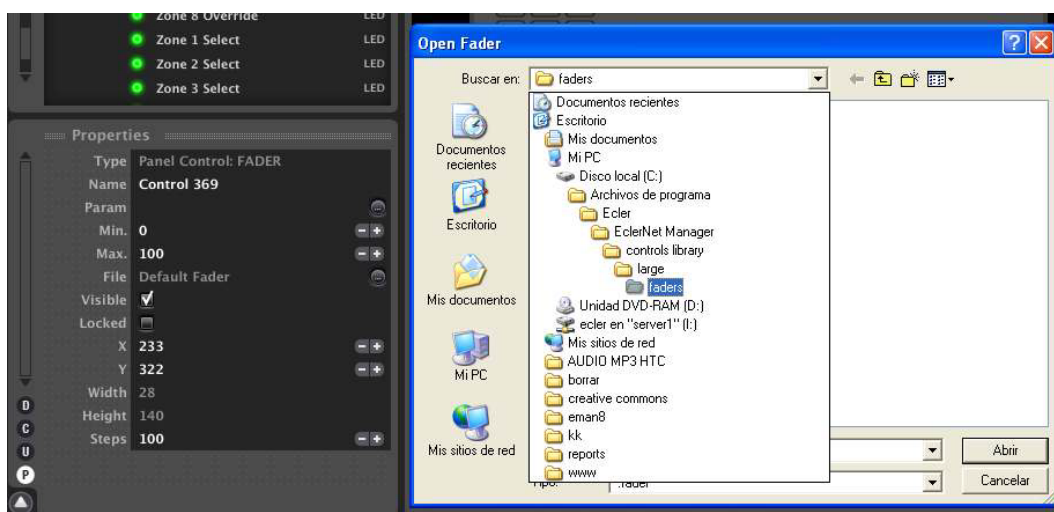 Zone 8 Override LED
Zone 1 Select LED
Zone 2 Select LED
Zone 3 Select LED
Properties
Type Panel Control: FADER
Name Control 369
Param
Min. 0
Max. 100
File Default Fader
Visible
Locked
X 233
Y 322
Width 28
Height 140
Steps 100
D
C
U
P
Open Fader
Buscar en: faders
Documentos recientes
Escritorio
Mis documentos
Mi PC
Disco local (C:)
Archivos de programa
Ecler
EclerNet Manager
controls library
large
faders
Unidad DVD-RAM (D:)
ecler en "server1" (I:)
Mis sitios de red
AUDIO MP3 HTC
borrar
creative commons
eman8
kk
reports
www
Documentos
recientes
Escritorio
Mis documentos
Mi PC
Mis sitios de red
Abrir
Tipo: .fader
Cancelar